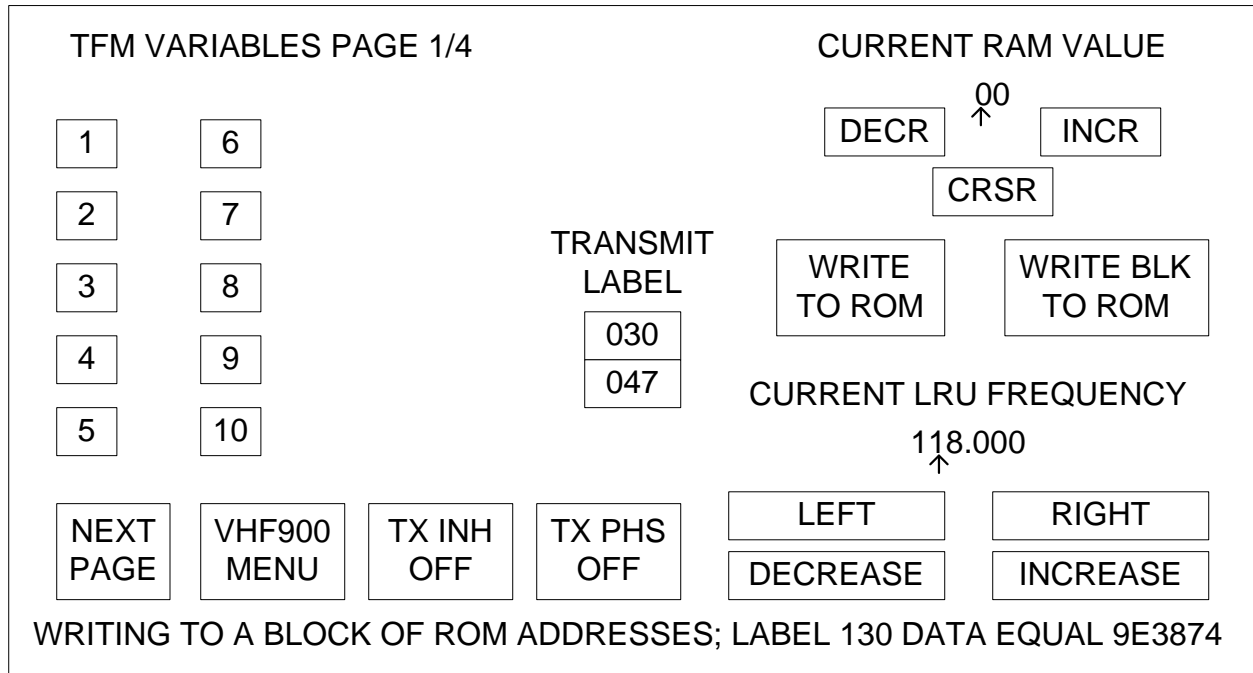 TFM VARIABLES PAGE 1/4
CURRENT RAM VALUE
00
DECR
INCR
CRSR
1
6
2
7
3
8
4
9
5
10
TRANSMIT
LABEL
030
047
WRITE
TO ROM
WRITE BLK
TO ROM
CURRENT LRU FREQUENCY
118.000
LEFT
RIGHT
DECREASE
INCREASE
NEXT
PAGE
VHF900
MENU
TX INH
OFF
TX PHS
OFF
WRITING TO A BLOCK OF ROM ADDRESSES; LABEL 130 DATA EQUAL 9E3874